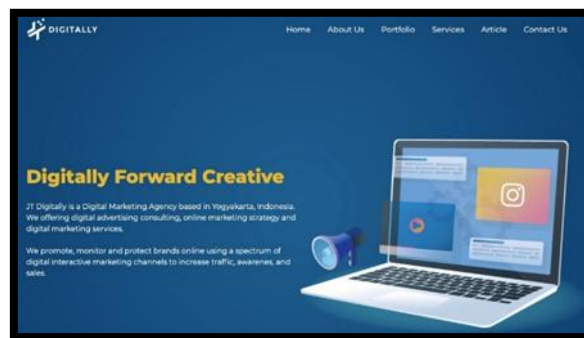 DIGITALLY
Home About Us Portfolio Services Article Contact Us
Digitally Forward Creative
JT Digitally is a Digital Marketing Agency based in Yogyakarta, Indonesia.
We offering digital advertising consulting, online marketing strategy and
digital marketing services.
We promote, monitor and protect brands online using a spectrum of
digital interactive marketing channels to increase traffic, awarenes, and
sales.